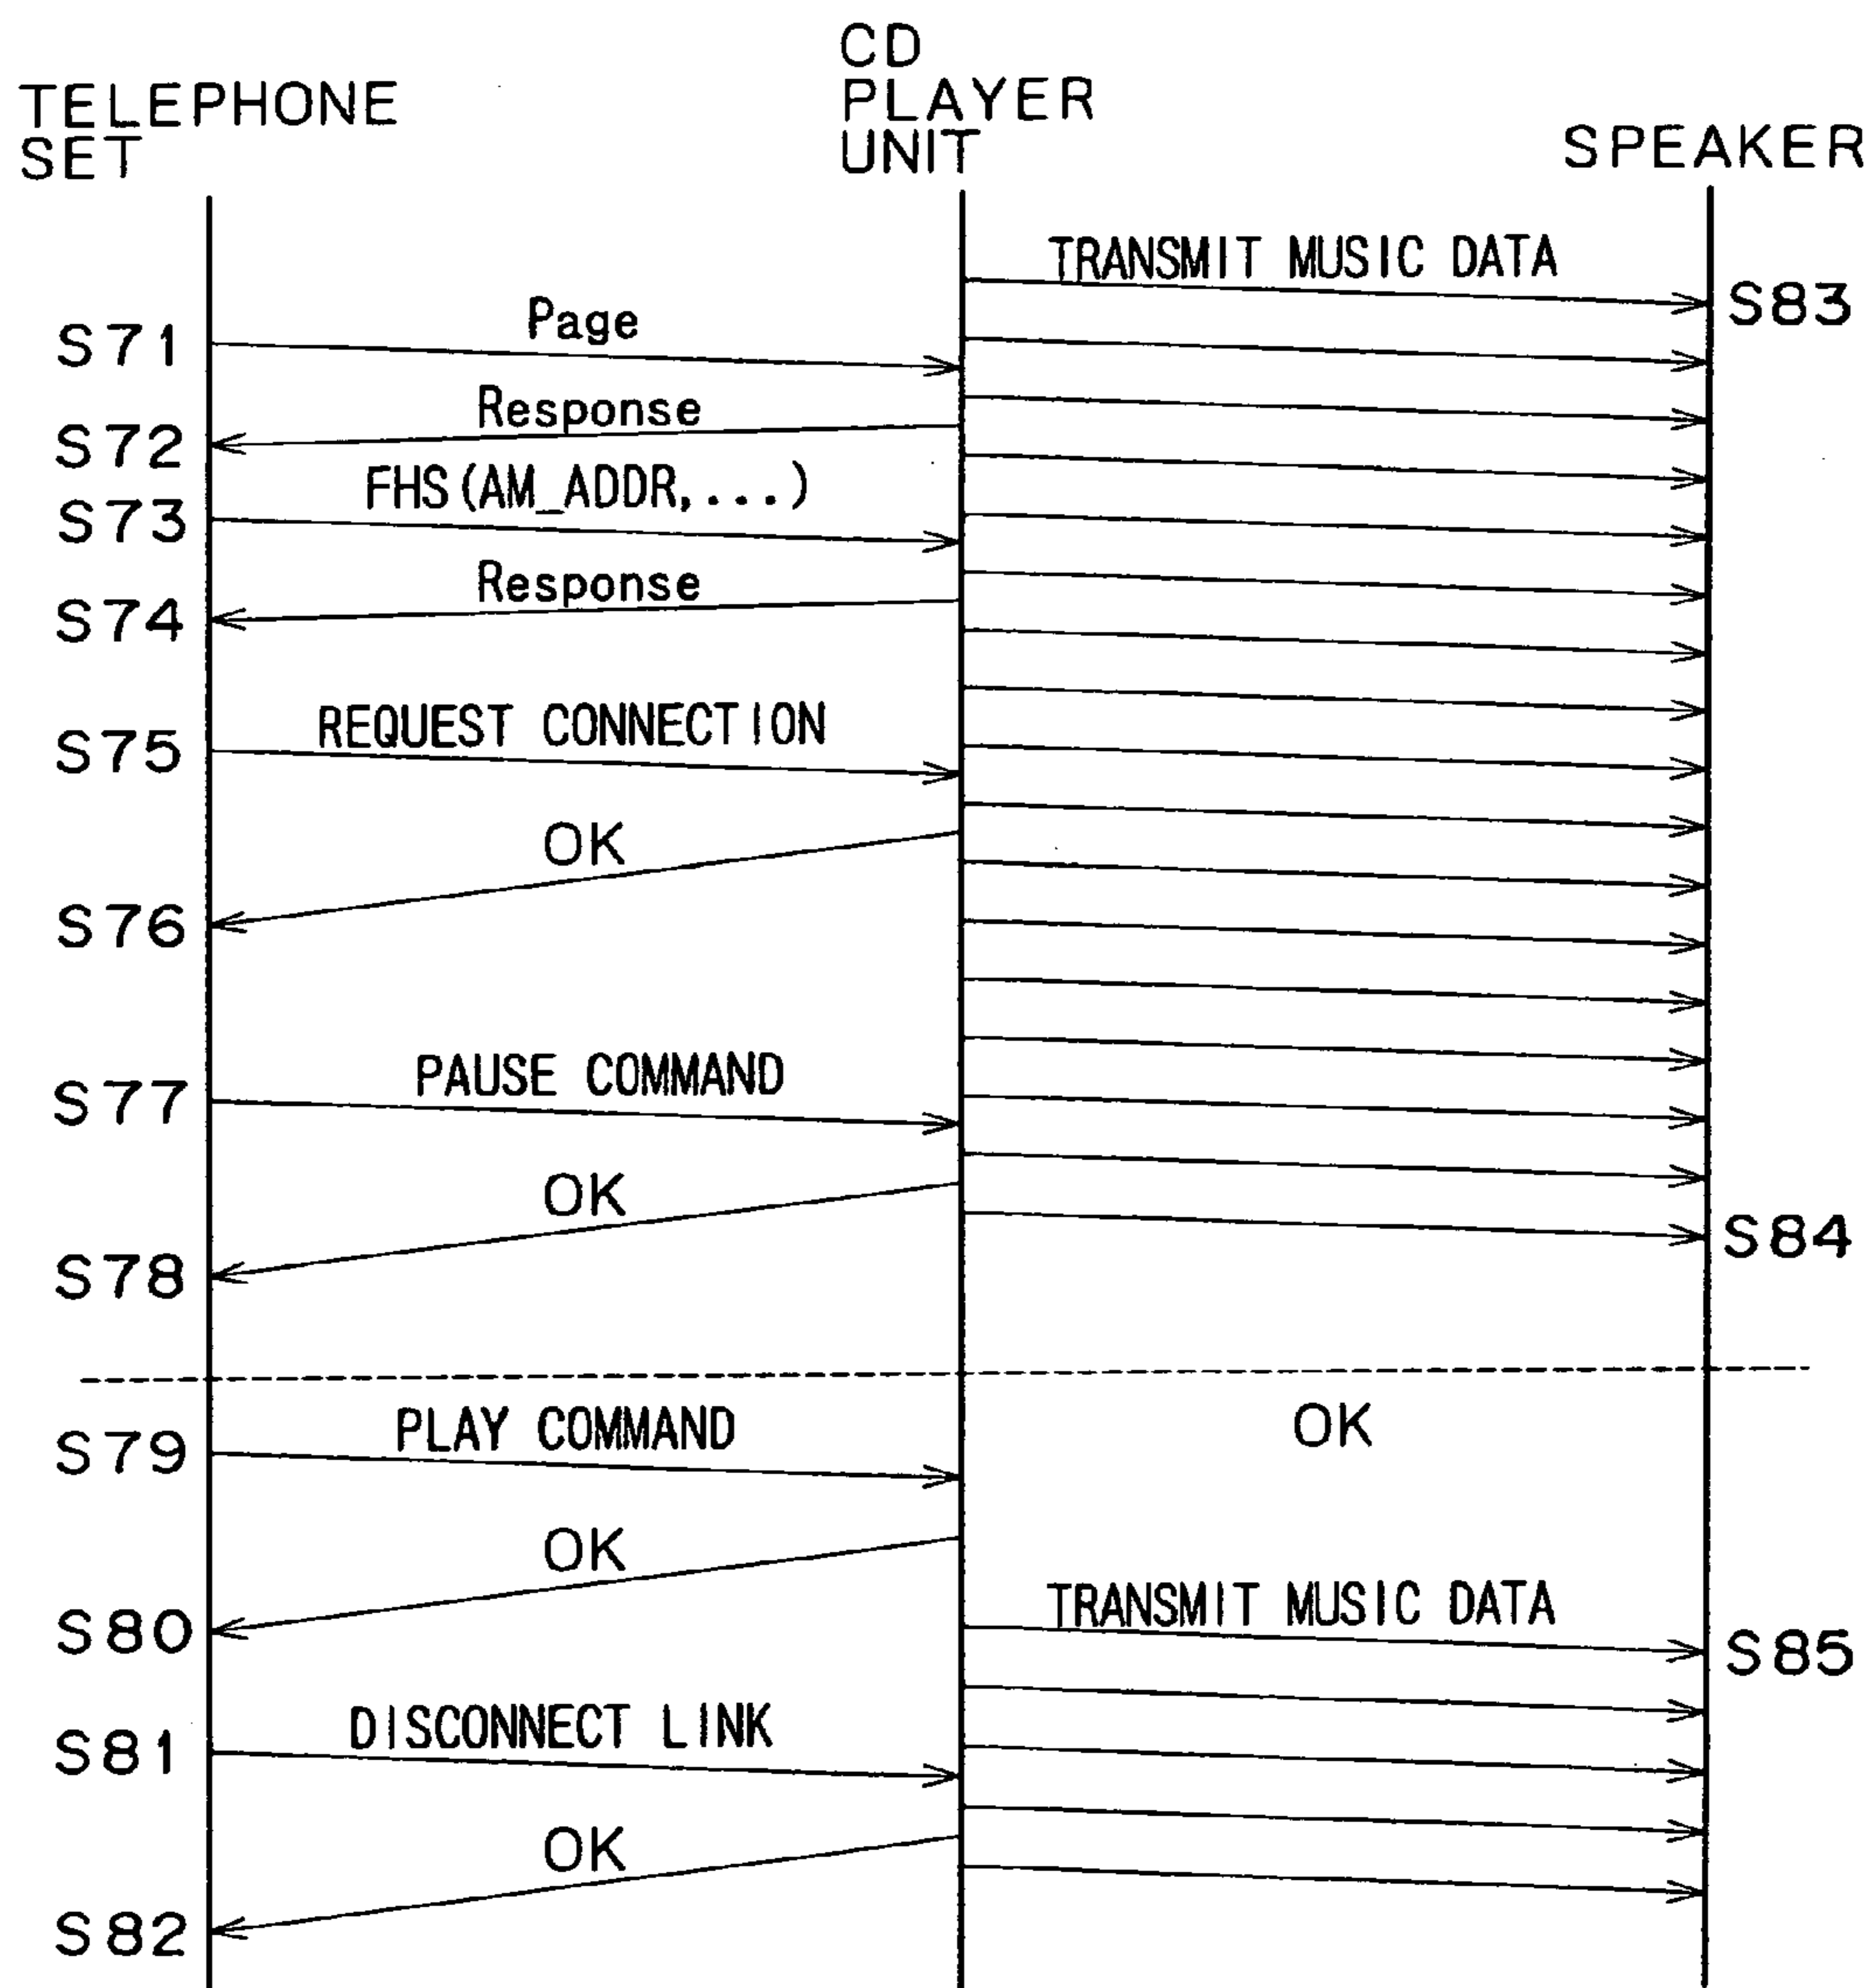 TELEPHONE
SET
CD
PLAYER
UNIT
SPEAKER
TRANSMIT MUSIC DATA
S83
S71
Page
S72
Response
S73
FHS(AM_ADDR,...)
S74
Response
S75
REQUEST CONNECTION
OK
S76
S77
PAUSE COMMAND
OK
S84
S78
S79
PLAY COMMAND
OK
OK
S80
TRANSMIT MUSIC DATA
S85
S81
DISCONNECT LINK
OK
S82